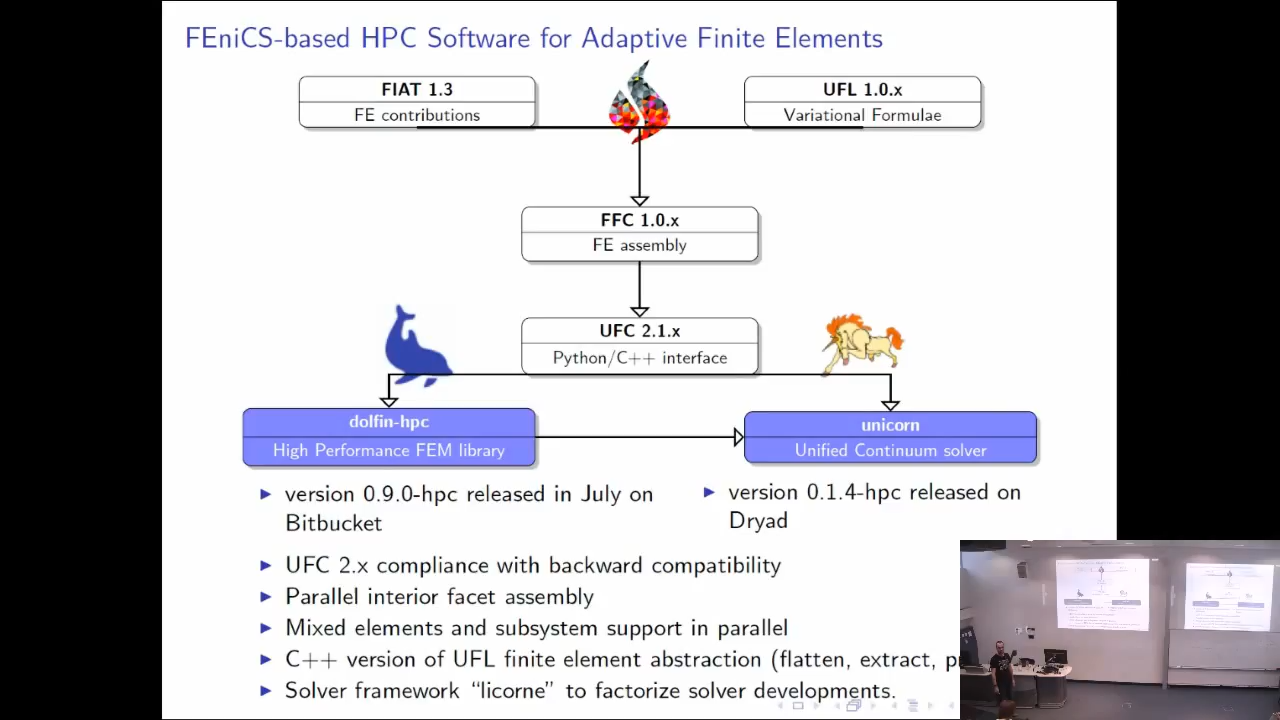 FEniCS-based HPC Software for Adaptive Finite Elements
FIAT 1.3
FE contributions
UFL 1.0.x
Variational Formulae
FFC 1.0.x
FE assembly
UFC 2.1.x
Python/C++ interface
dolfin-hpc
High Performance FEM library
unicorn
Unified Continuum solver
version 0.9.0-hpc released in July on
Bitbucket
version 0.1.4-hpc released on
Dryad
UFC 2.x compliance with backward compatibility
Parallel interior facet assembly
Mixed elements and subsystem support in parallel
C++ version of UFL finite element abstraction (flatten, extract,
Solver framework “licorne” to factorize solver developments.